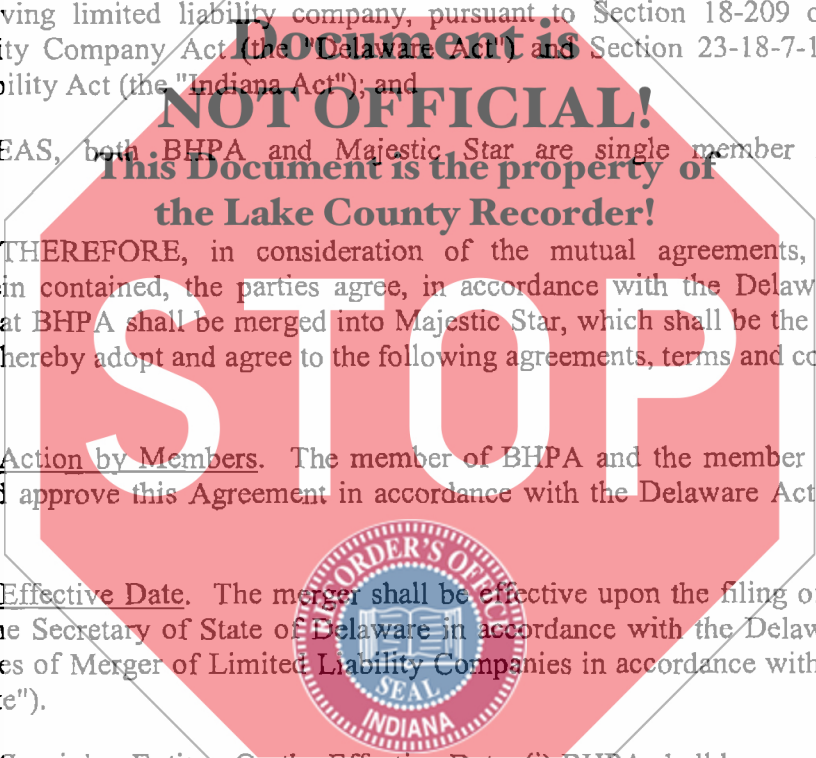 ving limited liability company, pursuant to Section 18-209 o
Document is
ity Company Act (the "Delaware Act") and Section 23-18-7-1
bility Act (the "Indiana Act"); and
NOT OFFICIAL!
EAS, both BHPA and Majestic Star are single member
This Document is the property of
the Lake County Recorder!
THEREFORE, in consideration of the mutual agreements,
in contained, the parties agree, in accordance with the Delaw
at BHPA shall be merged into Majestic Star, which shall be the
hereby adopt and agree to the following agreements, terms and co
STOP
Action by Members. The member of BHPA and the member
approve this Agreement in accordance with the Delaware Act
RECORDER'S OFFICE
Effective Date. The merger shall be effective upon the filing o
e Secretary of State of Delaware in accordance with the Delaw
es of Merger of Limited Liability Companies in accordance with
SEAL
e").
INDIANA